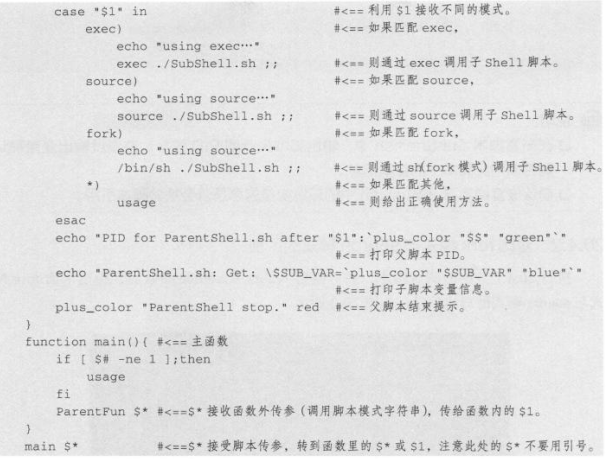 case "$1" in #<== 利用 $1 接收不同的模式。
exec) #<== 如果匹配 exec,
echo "using exec…"
exec ./SubShell.sh ;; #<== 则通过 exec 调用子 Shell 脚本。
source) #<== 如果匹配 source,
echo "using source…"
source ./SubShell.sh ;; #<== 则通过 source 调用子 Shell 脚本。
fork) #<== 如果匹配 fork,
echo "using source…"
/bin/sh ./SubShell.sh ;; #<== 则通过 sh(fork 模式) 调用子 Shell 脚本。
*) #<== 如果匹配其他,
usage #<== 则给出正确使用方法。
esac
echo "PID for ParentShell.sh after "$1":`plus_color "$$" "green"`"
#<== 打印父脚本 PID。
echo "ParentShell.sh: Get: \$SUB_VAR=`plus_color "$SUB_VAR" "blue"`"
#<== 打印子脚本变量信息。
plus_color "ParentShell stop." red #<== 父脚本结束提示。
}
function main(){ #<== 主函数
if [ $# -ne 1 ];then
usage
fi
ParentFun $* #<==$* 接收函数外传参 (调用脚本模式字符串), 传给函数内的 $1。
}
main $* #<==$* 接受脚本传参, 转到函数里的 $* 或 $1, 注意此处的 $* 不要用引号。